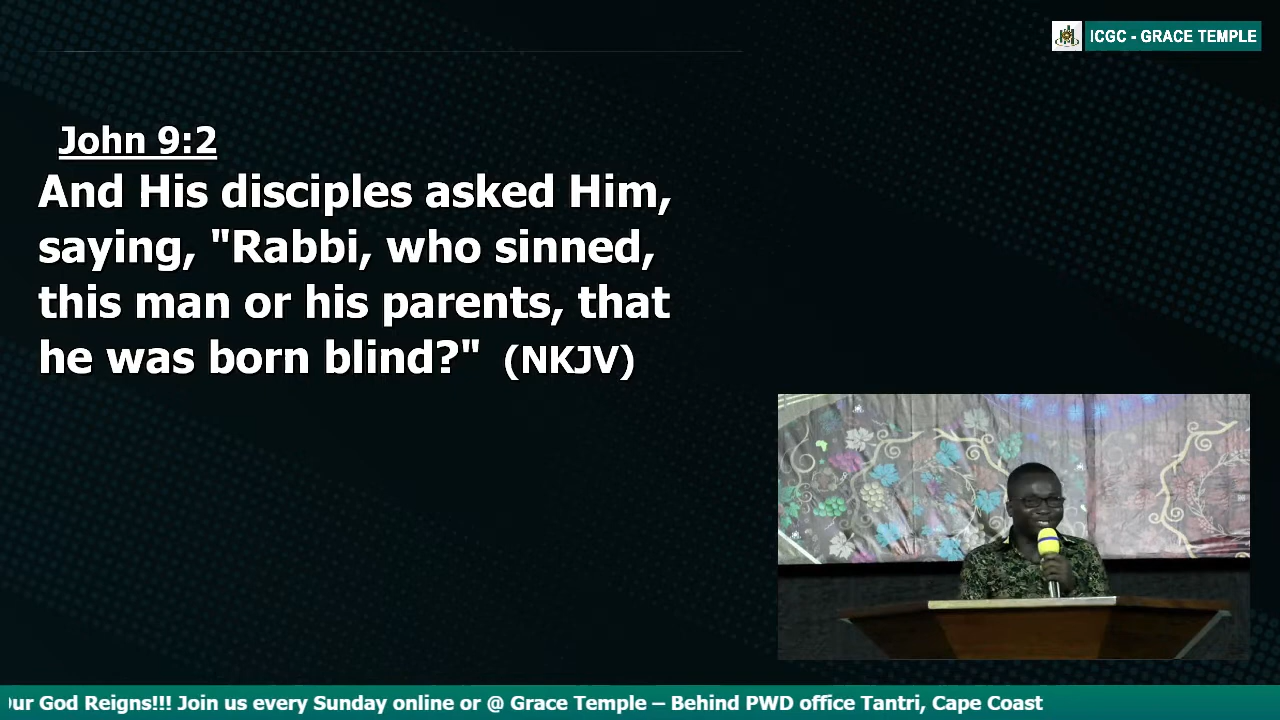 ICGC - GRACE TEMPLE
John 9:2
And His disciples asked Him,
saying, "Rabbi, who sinned,
this man or his parents, that
he was born blind?" (NKJV)
God Reigns!!! Join us every Sunday online or @ Grace Temple – Behind PWD office Tantri, Cape Coast